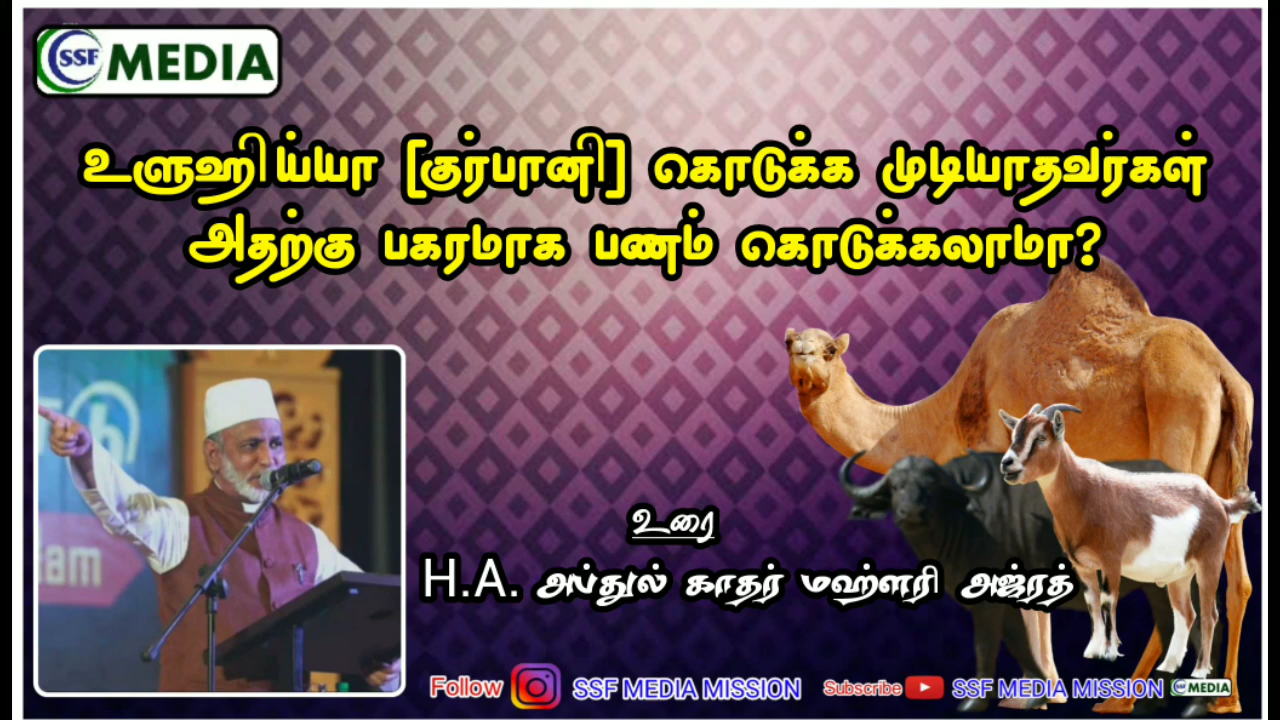 SSF MEDIA
உளுஹிய்யா [குர்பானி] கொடுக்க முடியாதவர்கள்
அதற்கு பகரமாக பணம் கொடுக்கலாமா?
உரை
H.A. அப்துல் காதர் மஹ்ளரி அஜ்ரத்
Follow SSF MEDIA MISSION Subscribe SSF MEDIA MISSION SSF MEDIA